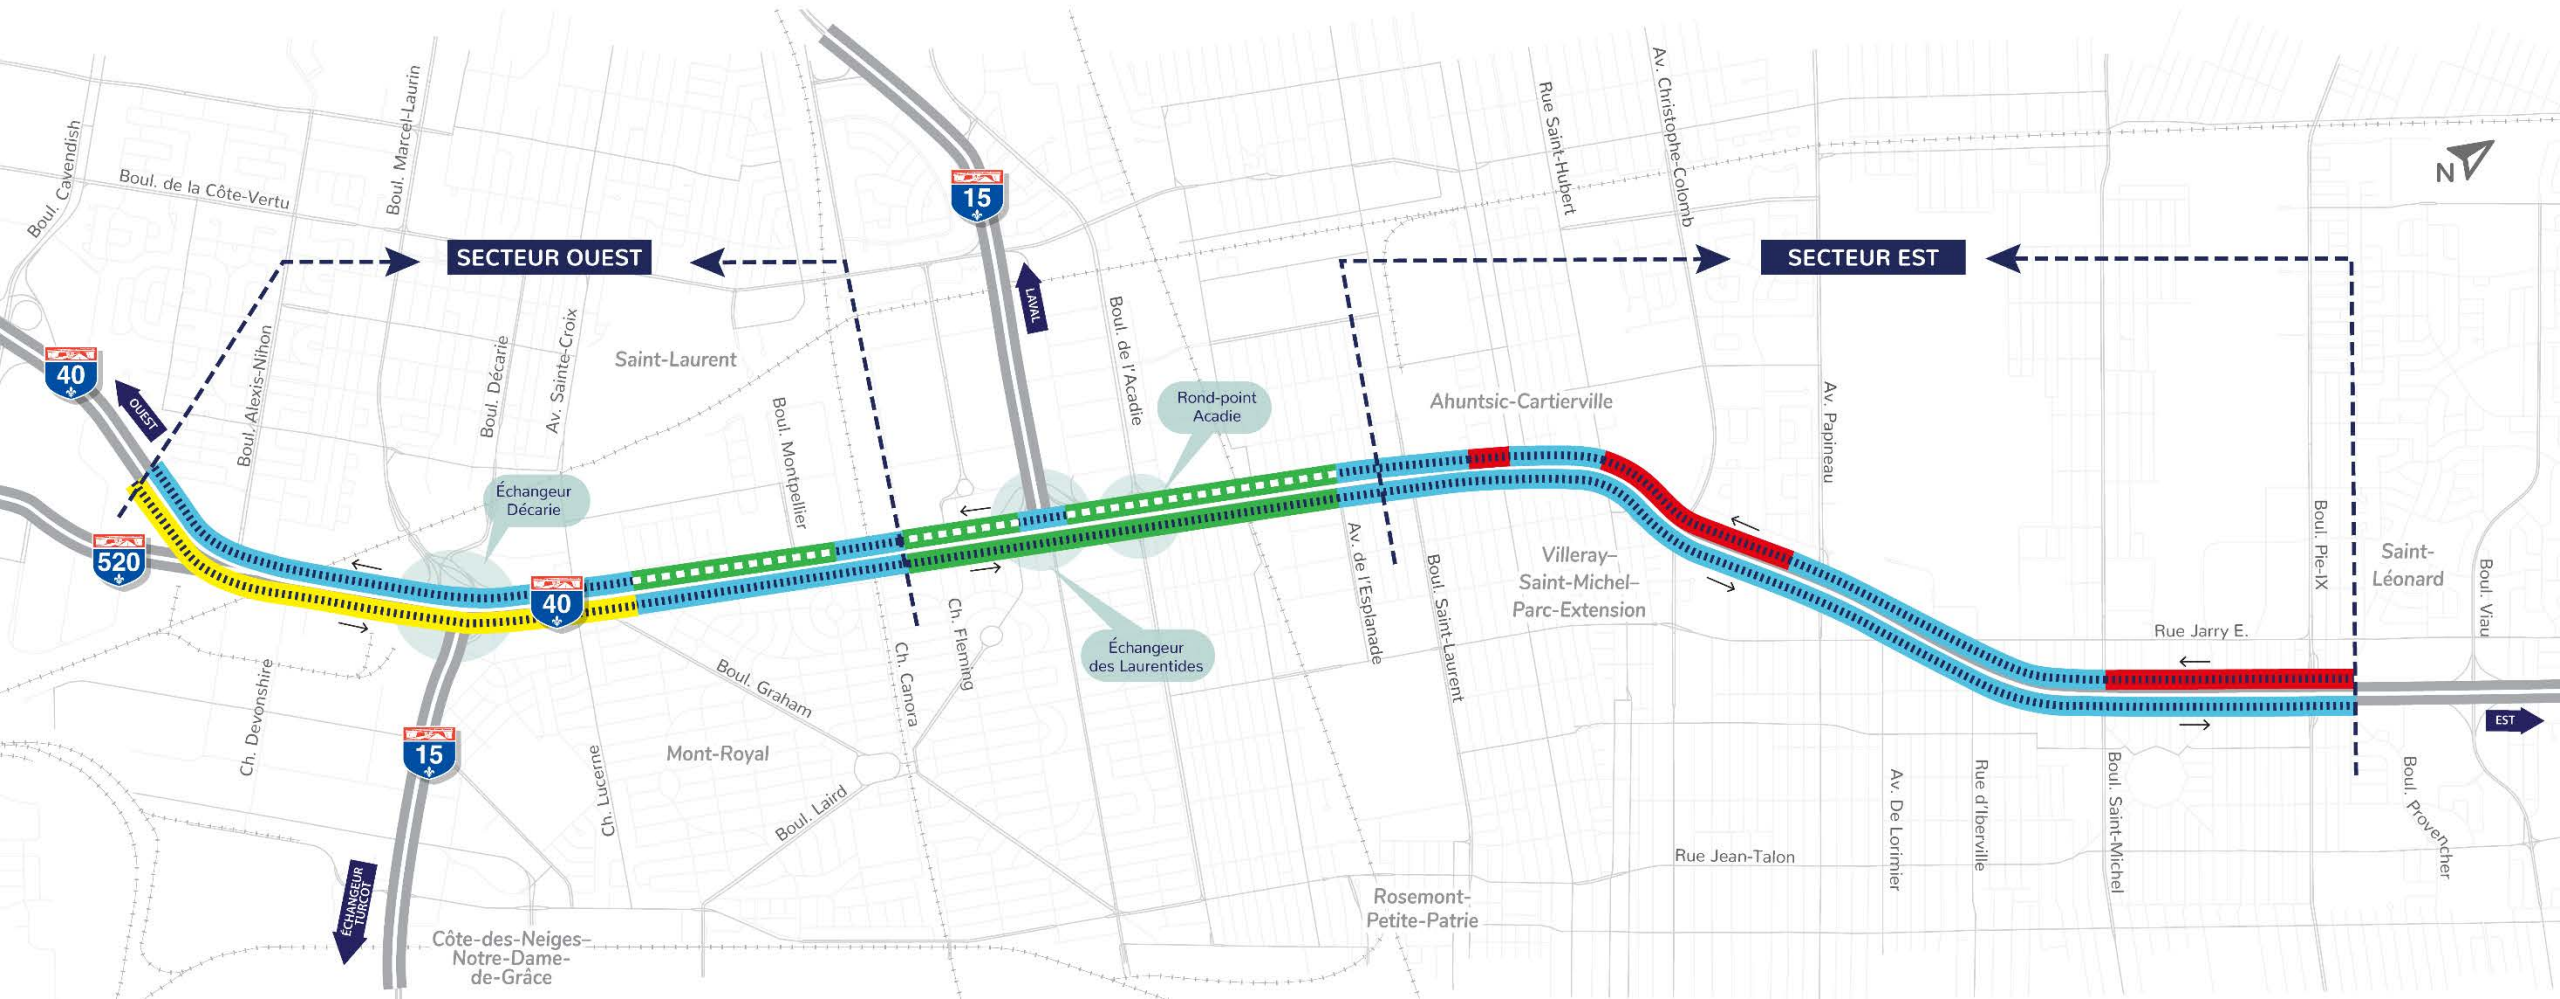 Boul. Cavendish
Boul. de la Côte-Vertu
Boul. Marcel-Laurin
SECTEUR OUEST
15
LAVAL
Boul. de l'Acadie
Rue Saint-Hubert
Av. Christophe-Colomb
SECTEUR EST
N
40
OUEST
Boul. Alexis-Nihon
Boul. Décarie
Av. Sainte-Croix
Saint-Laurent
Boul. Montpellier
Rond-point
Acadie
Ahuntsic-Cartierville
Av. Papineau
Échangeur
Décarie
520
40
Ch. Fleming
Ch. Canora
Échangeur
des Laurentides
Av. de l'Esplanade
Boul. Saint-Laurent
Villeray–
Saint-Michel–
Parc-Extension
Boul. Pie-IX
Saint-
Léonard
Boul. Viau
Rue Jarry E.
EST
Ch. Devonshire
15
Boul. Graham
Mont-Royal
Ch. Lucerne
Boul. Laird
ÉCHANGEUR
TURCOT
Côte-des-Neiges–
Notre-Dame-
de-Grâce
Rosemont-
Petite-Patrie
Rue Jean-Talon
Av. De Lorimier
Rue d'Iberville
Boul. Saint-Michel
Boul. Provencher